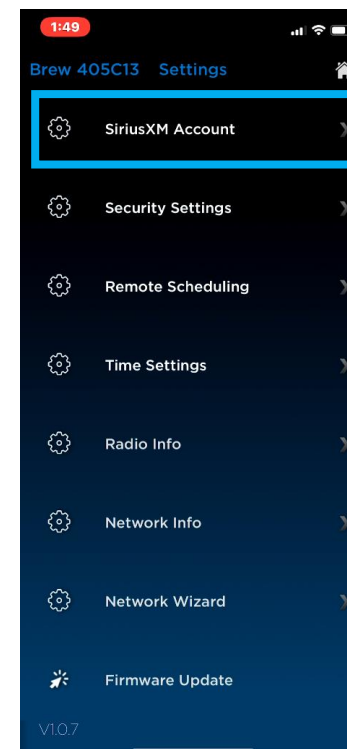 1:49
Brew 405C13 Settings
SiriusXM Account
Security Settings
Remote Scheduling
Time Settings
Radio Info
Network Info
Network Wizard
Firmware Update
V1.0.7